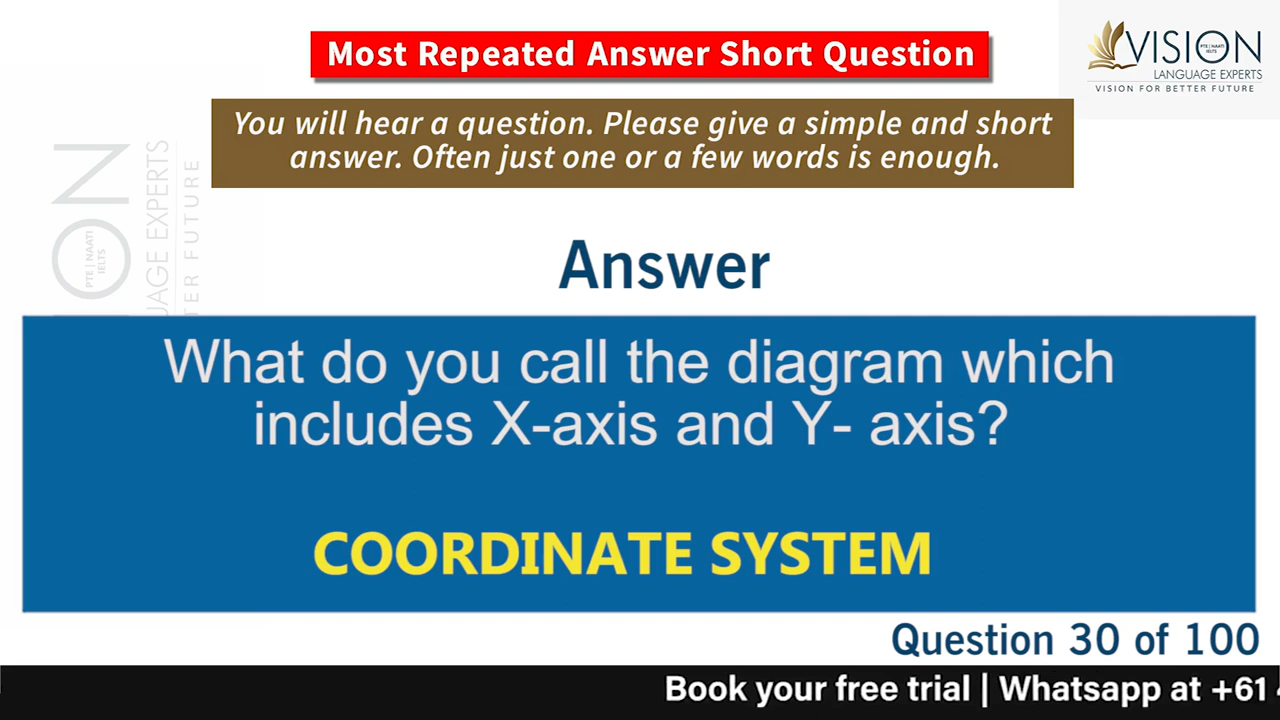 Most Repeated Answer Short Question
VISION
PTE | NAATI
IELTS
LANGUAGE EXPERTS
VISION FOR BETTER FUTURE
You will hear a question. Please give a simple and short
answer. Often just one or a few words is enough.
PTE | NAATI
IELTS
Answer
What do you call the diagram which
includes X-axis and Y- axis?
COORDINATE SYSTEM
Question 30 of 100
Book your free trial | Whatsapp at +61